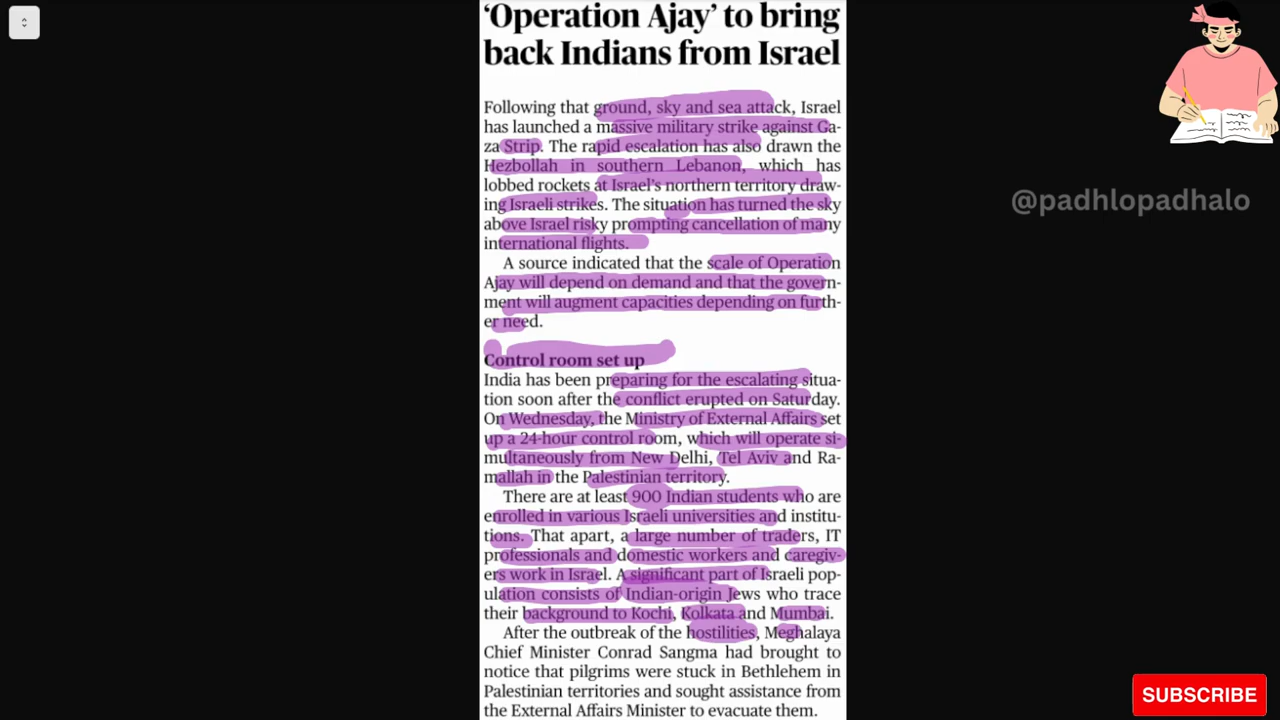 ‘Operation Ajay’ to bring
back Indians from Israel
Following that ground, sky and sea attack, Israel
has launched a massive military strike against Ga-
za Strip. The rapid escalation has also drawn the
Hezbollah in southern Lebanon, which has
lobbed rockets at Israel’s northern territory draw-
ing Israeli strikes. The situation has turned the sky
above Israel risky prompting cancellation of many
international flights.
A source indicated that the scale of Operation
Ajay will depend on demand and that the govern-
ment will augment capacities depending on furth-
er need.
Control room set up
India has been preparing for the escalating situa-
tion soon after the conflict erupted on Saturday.
On Wednesday, the Ministry of External Affairs set
up a 24-hour control room, which will operate si-
multaneously from New Delhi, Tel Aviv and Ra-
mallah in the Palestinian territory.
There are at least 900 Indian students who are
enrolled in various Israeli universities and institu-
tions. That apart, a large number of traders, IT
professionals and domestic workers and caregiv-
ers work in Israel. A significant part of Israeli pop-
ulation consists of Indian-origin Jews who trace
their background to Kochi, Kolkata and Mumbai.
After the outbreak of the hostilities, Meghalaya
Chief Minister Conrad Sangma had brought to
notice that pilgrims were stuck in Bethlehem in
Palestinian territories and sought assistance from
the External Affairs Minister to evacuate them.
@padhlopadhalo
SUBSCRIBE